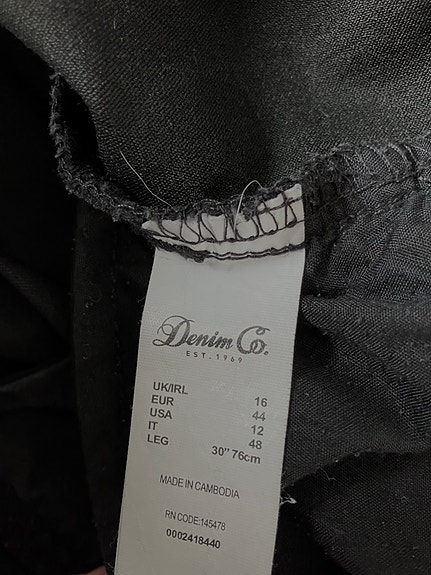 Denim Co.
EST. 1969
UK/IRL 16
EUR 44
USA 12
IT 48
LEG 30" 76cm
MADE IN CAMBODIA
RN CODE:145478
0002418440